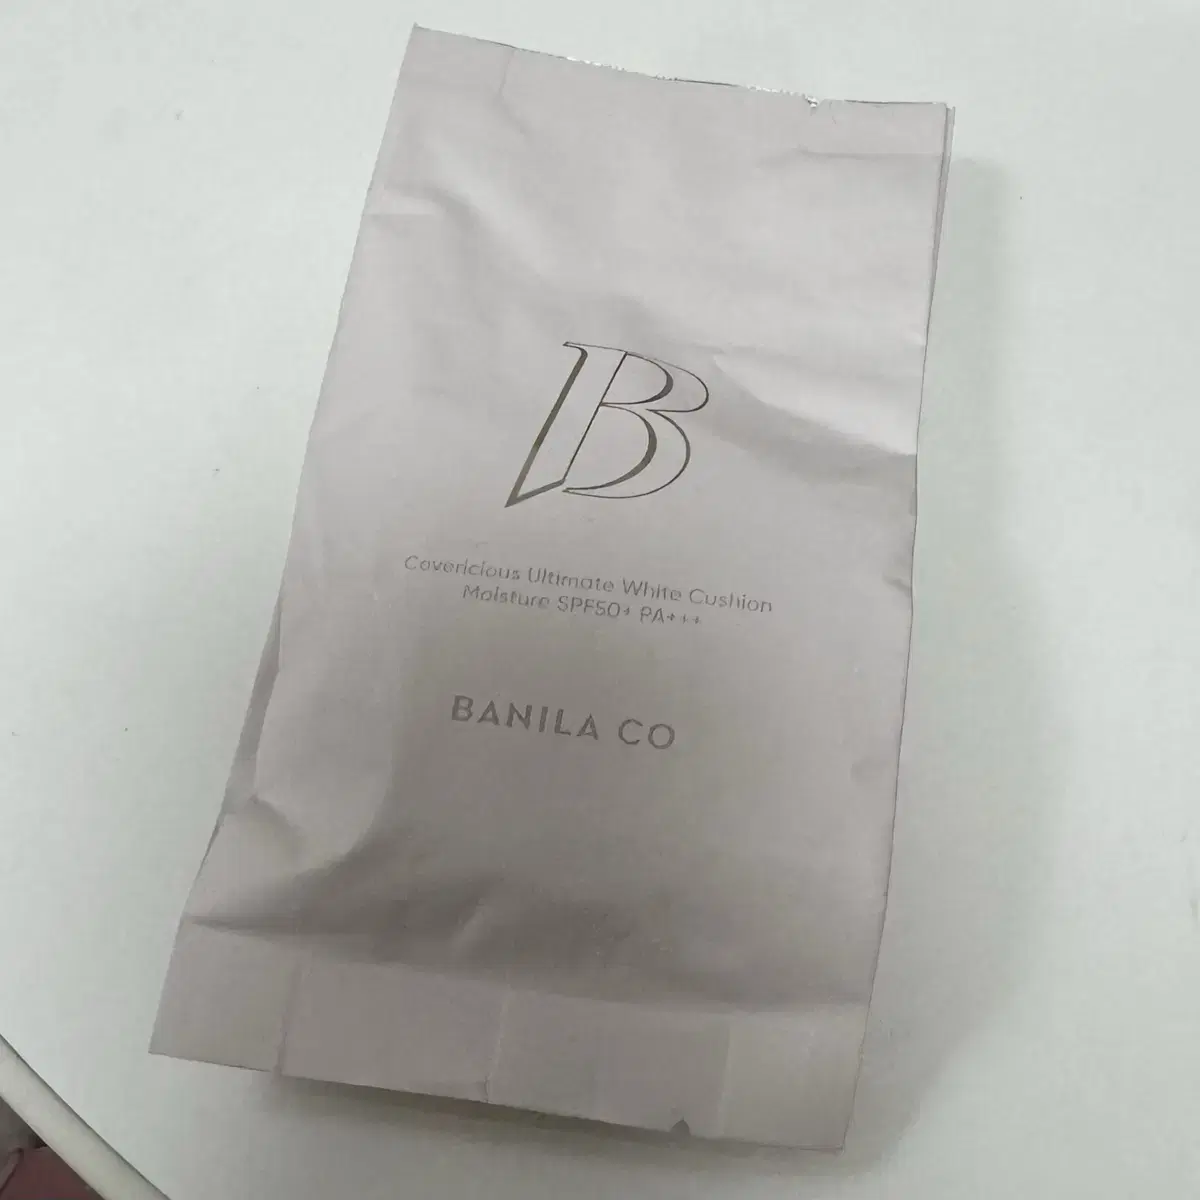 B
Covericious Ultimate White Cushion
Moisture SPF50+ PA+++
BANILA CO